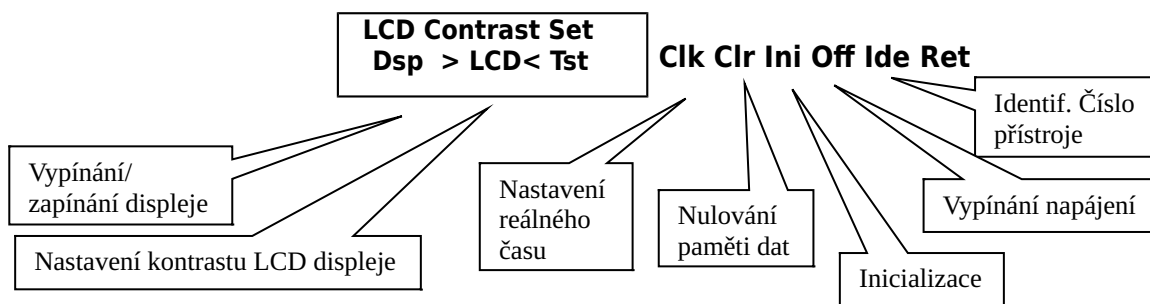 LCD Contrast Set
Dsp > LCD< Tst
Clk Clr Ini Off Ide Ret
Identif. Číslo
přístroje
Vypínání/
zapínání displeje
Nastavení
reálného
času
Nulování
paměti dat
Vypínání napájení
Nastavení kontrastu LCD displeje
Inicializace